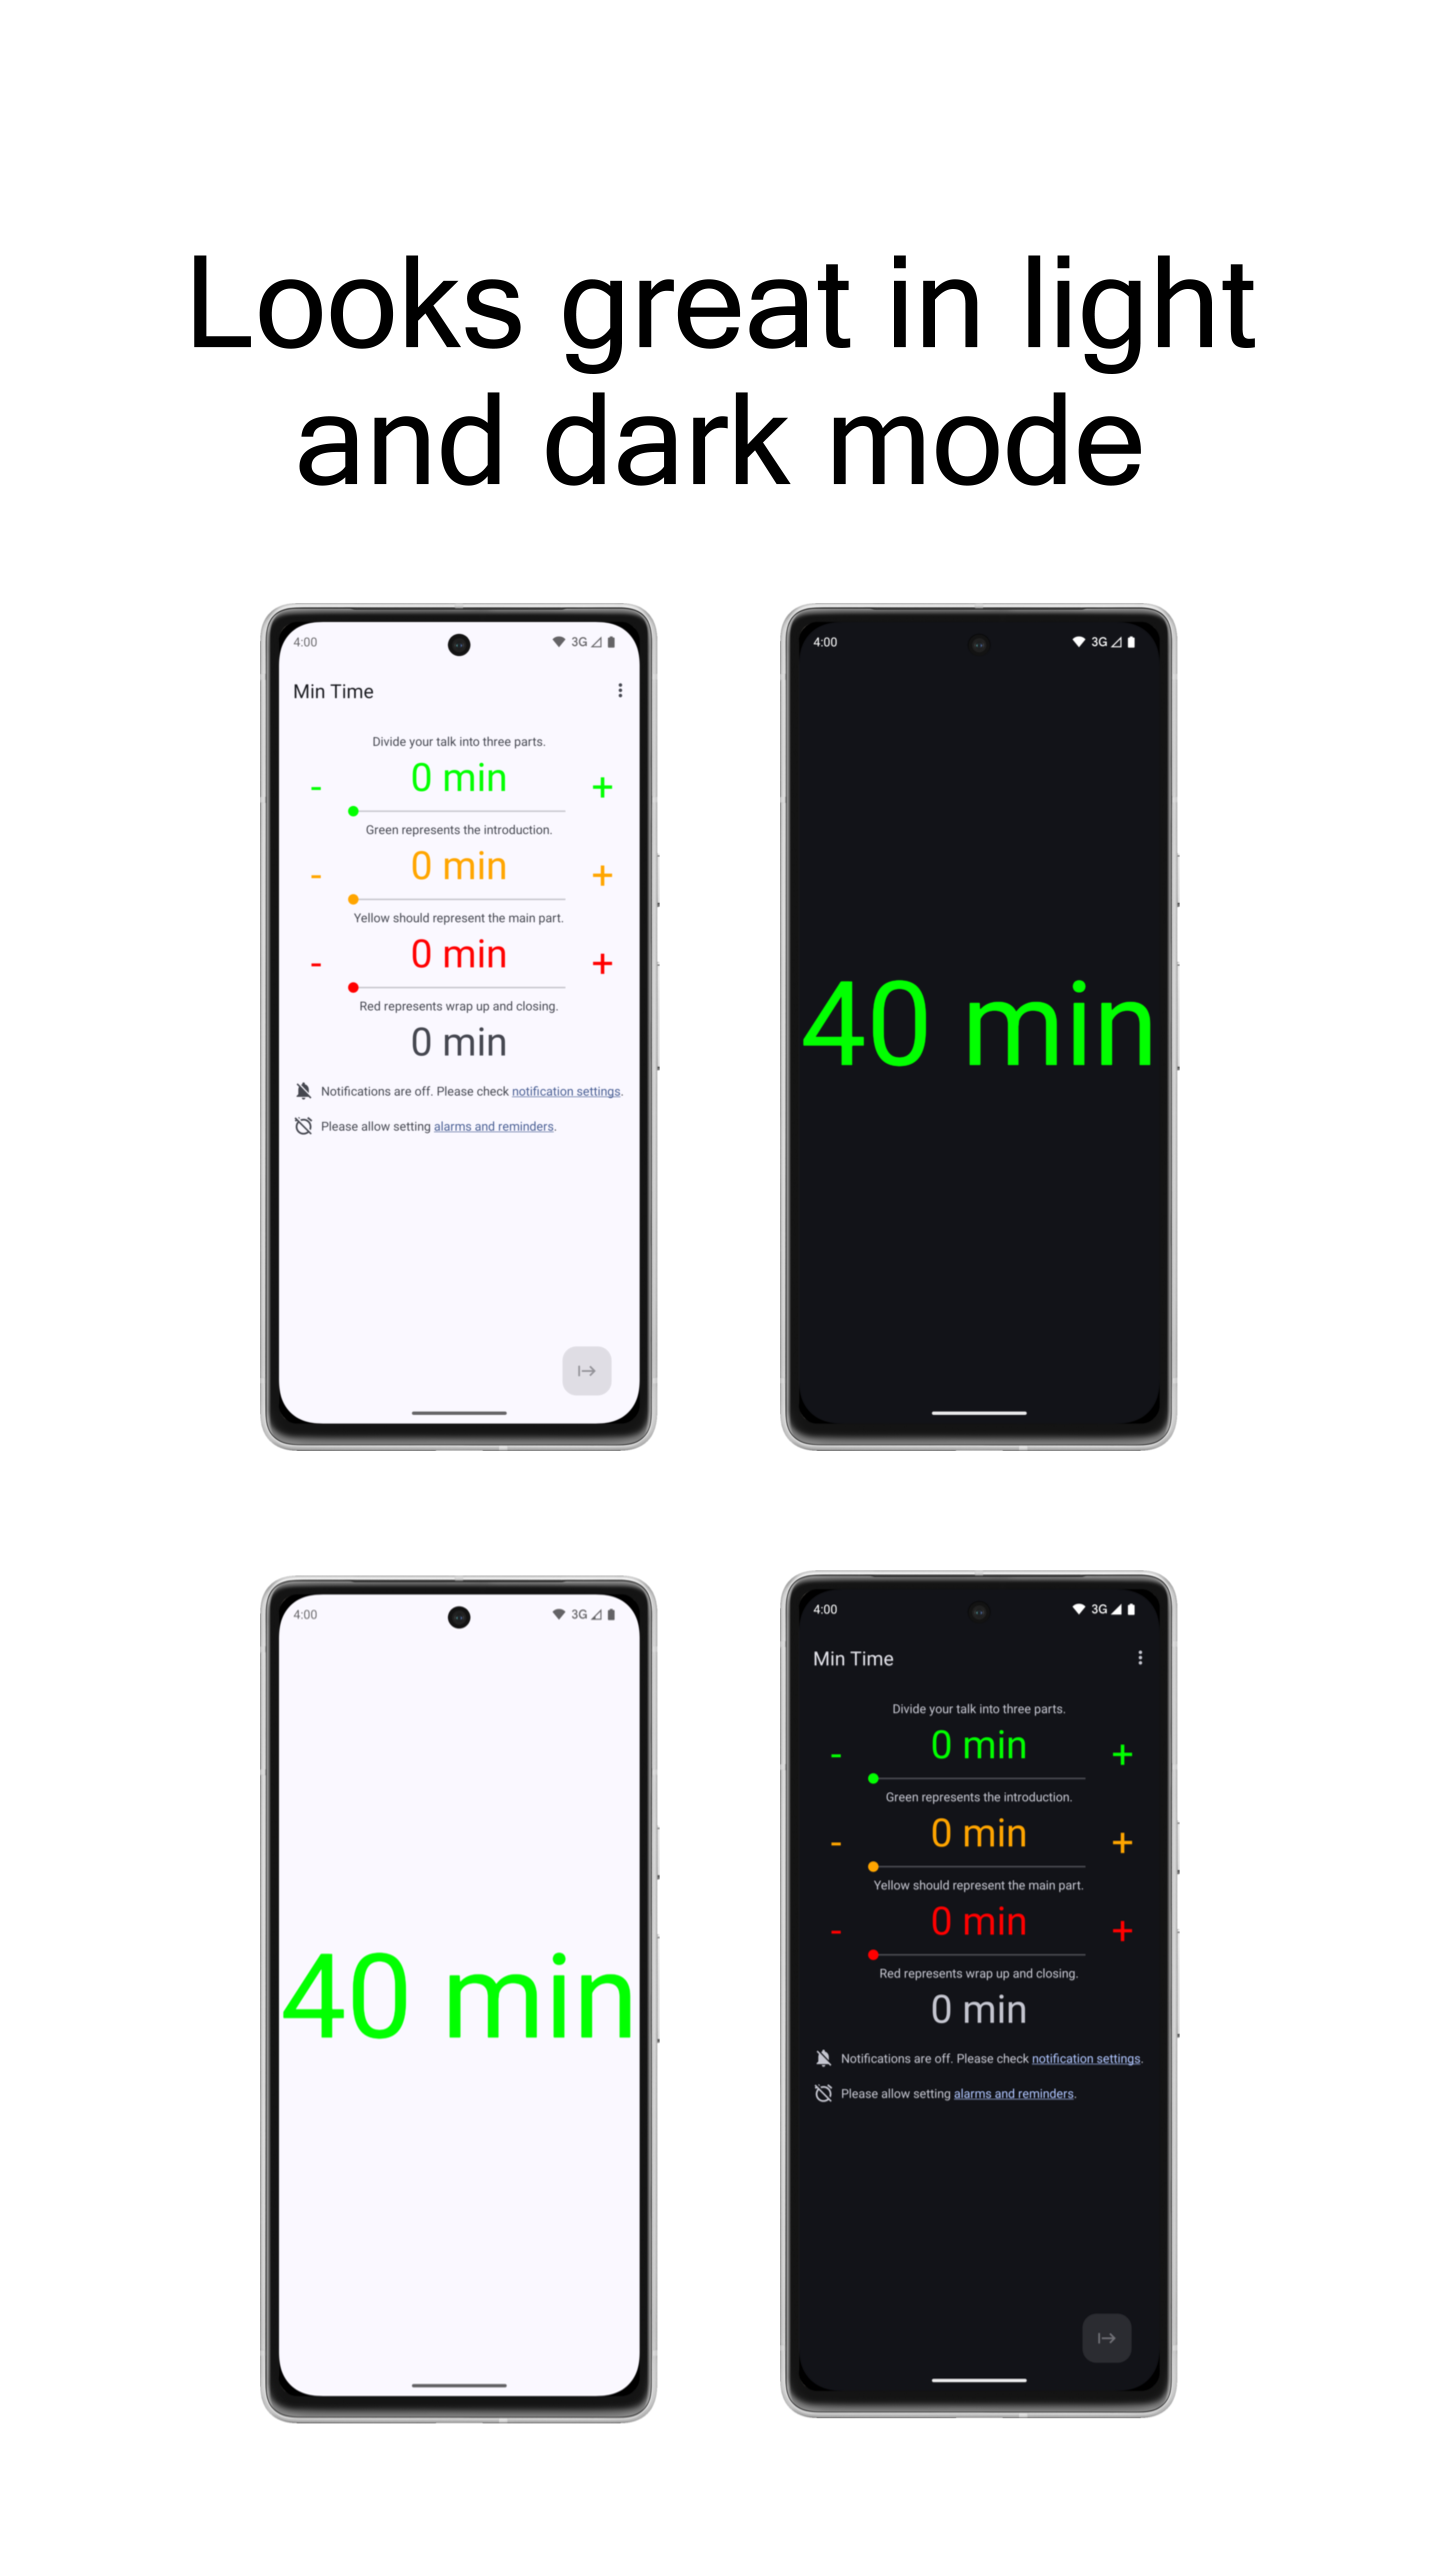 Looks great in light
and dark mode
4:00
3G
Min Time
Divide your talk into three parts.
- 0 min +
Green represents the introduction.
- 0 min +
Yellow should represent the main part.
- 0 min +
Red represents wrap up and closing.
0 min
Notifications are off. Please check notification settings.
Please allow setting alarms and reminders.
4:00
3G
40 min
4:00
3G
40 min
4:00
3G
Min Time
Divide your talk into three parts.
- 0 min +
Green represents the introduction.
- 0 min +
Yellow should represent the main part.
- 0 min +
Red represents wrap up and closing.
0 min
Notifications are off. Please check notification settings.
Please allow setting alarms and reminders.